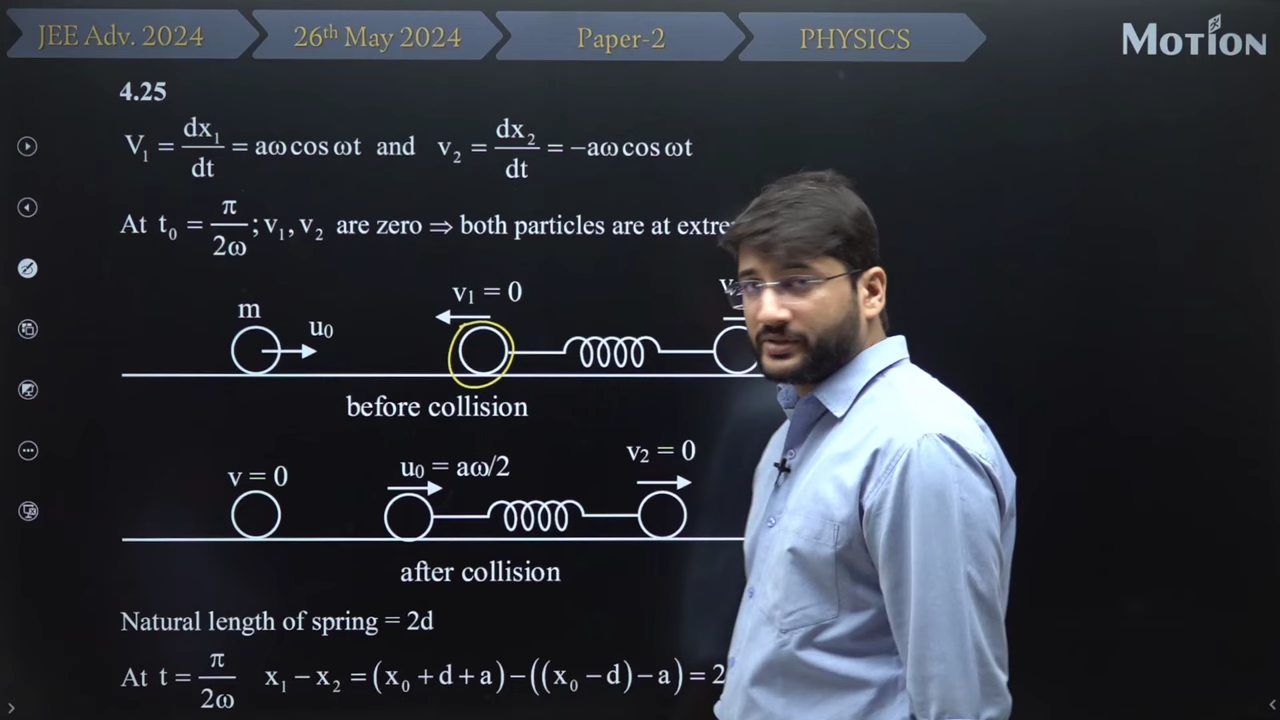 JEE Adv. 2024 26th May 2024 Paper-2 PHYSICS MOTION
4.25
V₁ = dx₁/dt = aω cos ωt and v₂ = dx₂/dt = −aω cos ωt
At t₀ = π/2ω ; v₁, v₂ are zero ⇒ both particles are at
v₁ = 0
m
u₀
before collision
v = 0 u₀ = aω/2 v₂ = 0
after collision
Natural length of spring = 2d
At t = π/2ω x₁ − x₂ = (x₀ + d + a) − ((x₀ − d) − a) = 2